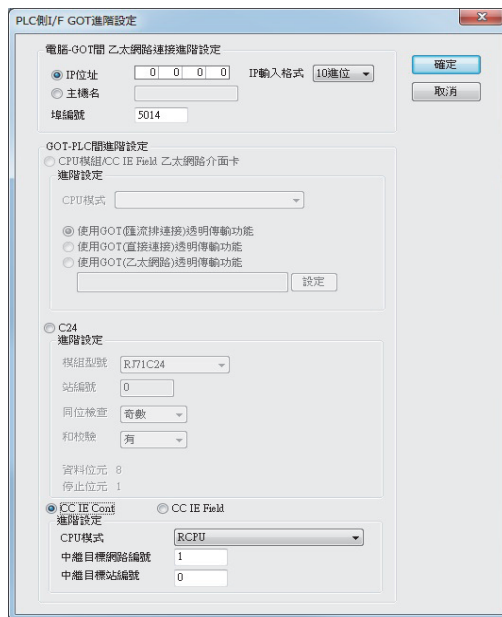 PLC側I/F GOT進階設定
電腦-GOT間 乙太網路連接進階設定
IP位址 0 0 0 0 IP輸入格式 10進位
主機名
埠編號 5014
確定
取消
GOT-PLC間進階設定
CPU模組/CC IE Field 乙太網路介面卡
進階設定
CPU模式
使用GOT(匯流排連接)透明傳輸功能
使用GOT(直接連接)透明傳輸功能
使用GOT(乙太網路)透明傳輸功能
設定
C24
進階設定
模組型號 RJ71C24
站編號 0
同位檢查 奇數
和校驗 有
資料位元 8
停止位元 1
CC IE Cont CC IE Field
進階設定
CPU模式 RCPU
中繼目標網路編號 1
中繼目標站編號 0